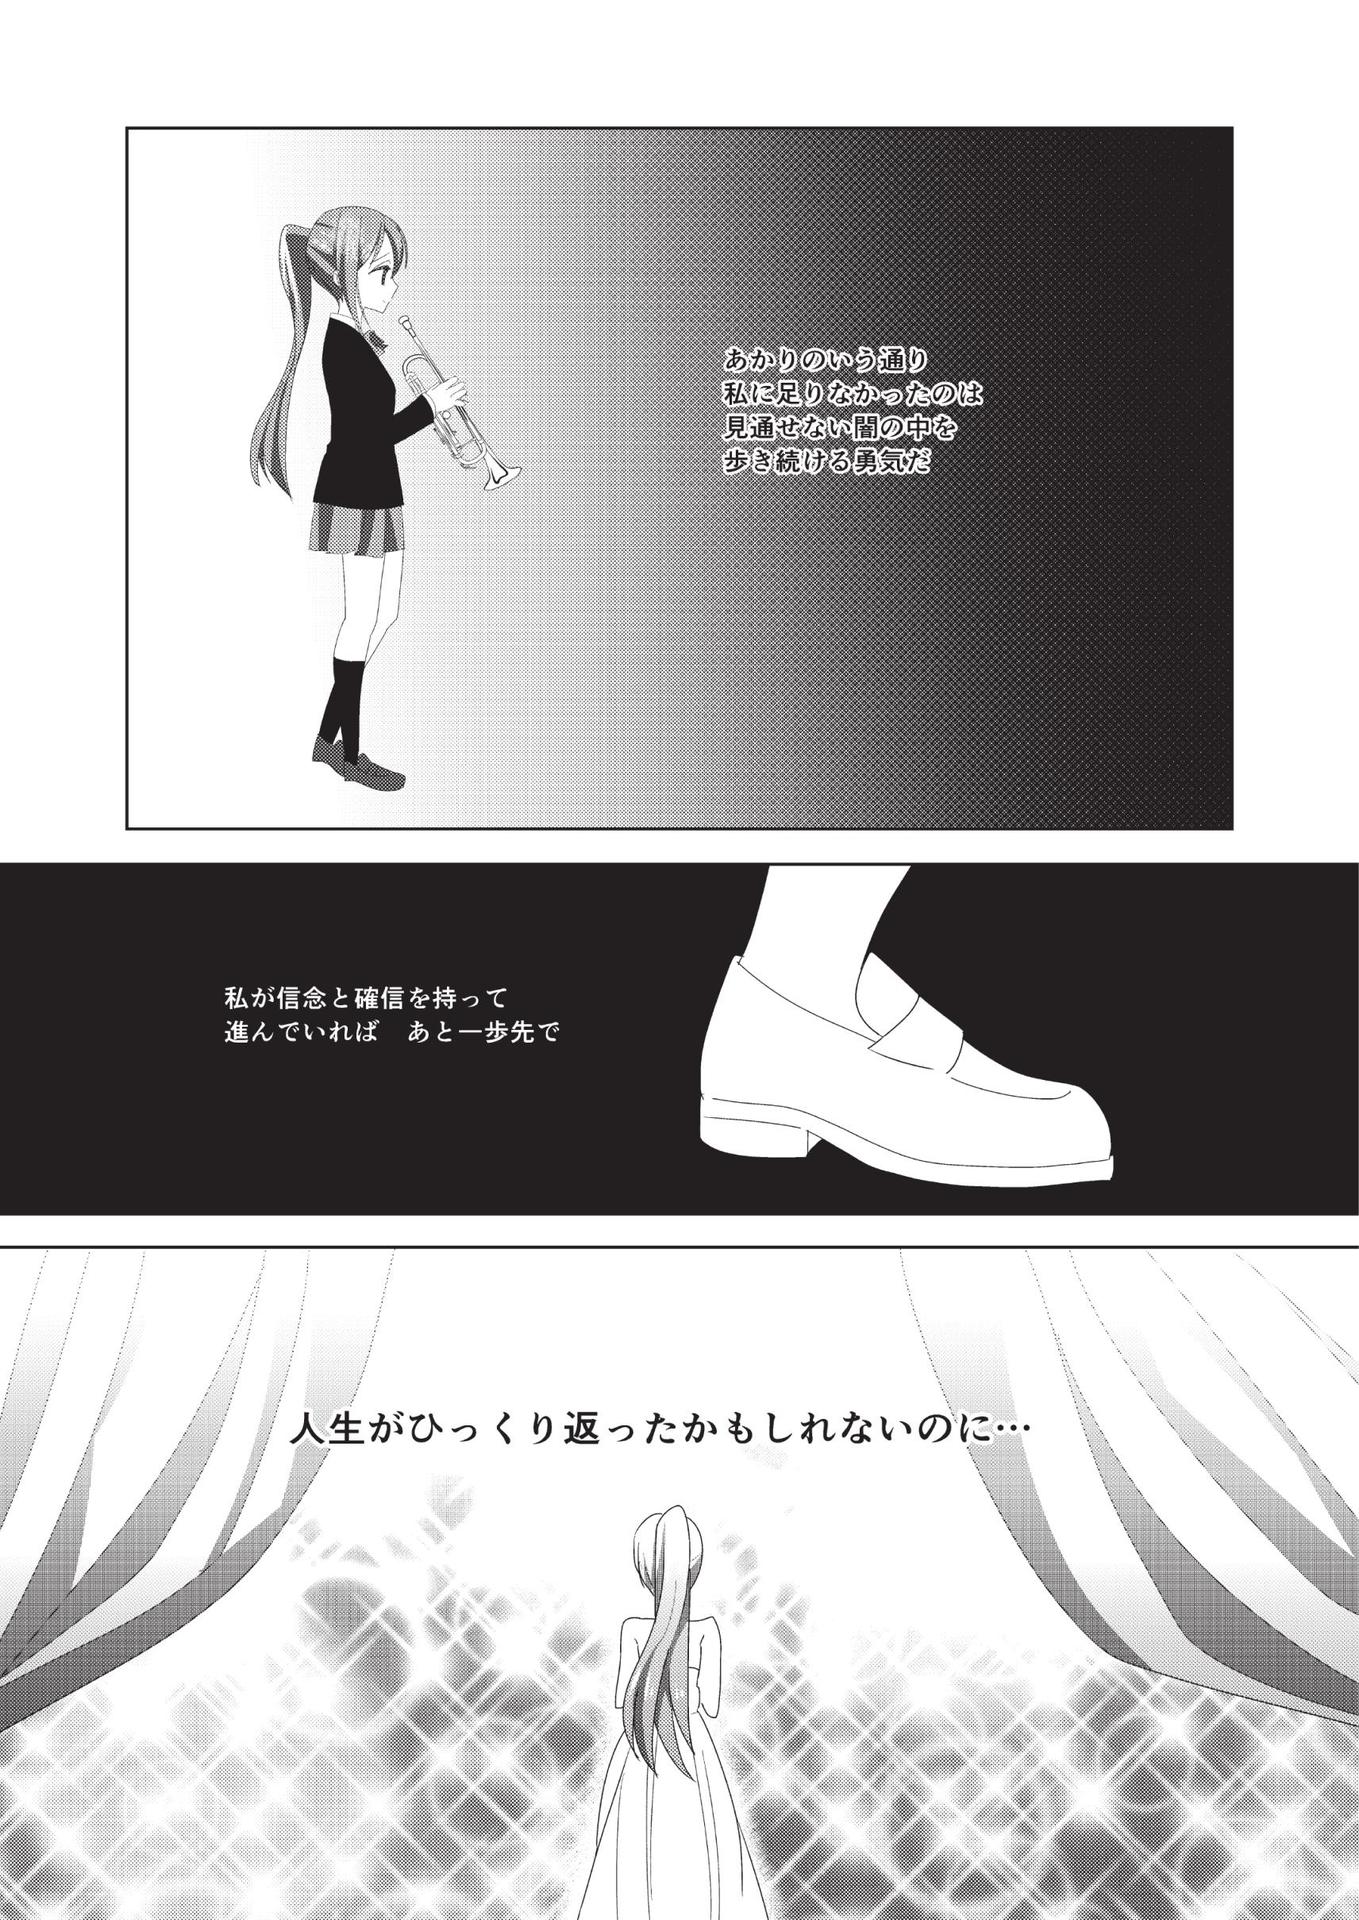 あかりのいう通り
私に足りなかったのは
見通せない闇の中を
歩き続ける勇気だ
私が信念と確信を持って
進んでいれば　あと一歩先で
人生がひっくり返ったかもしれないのに…